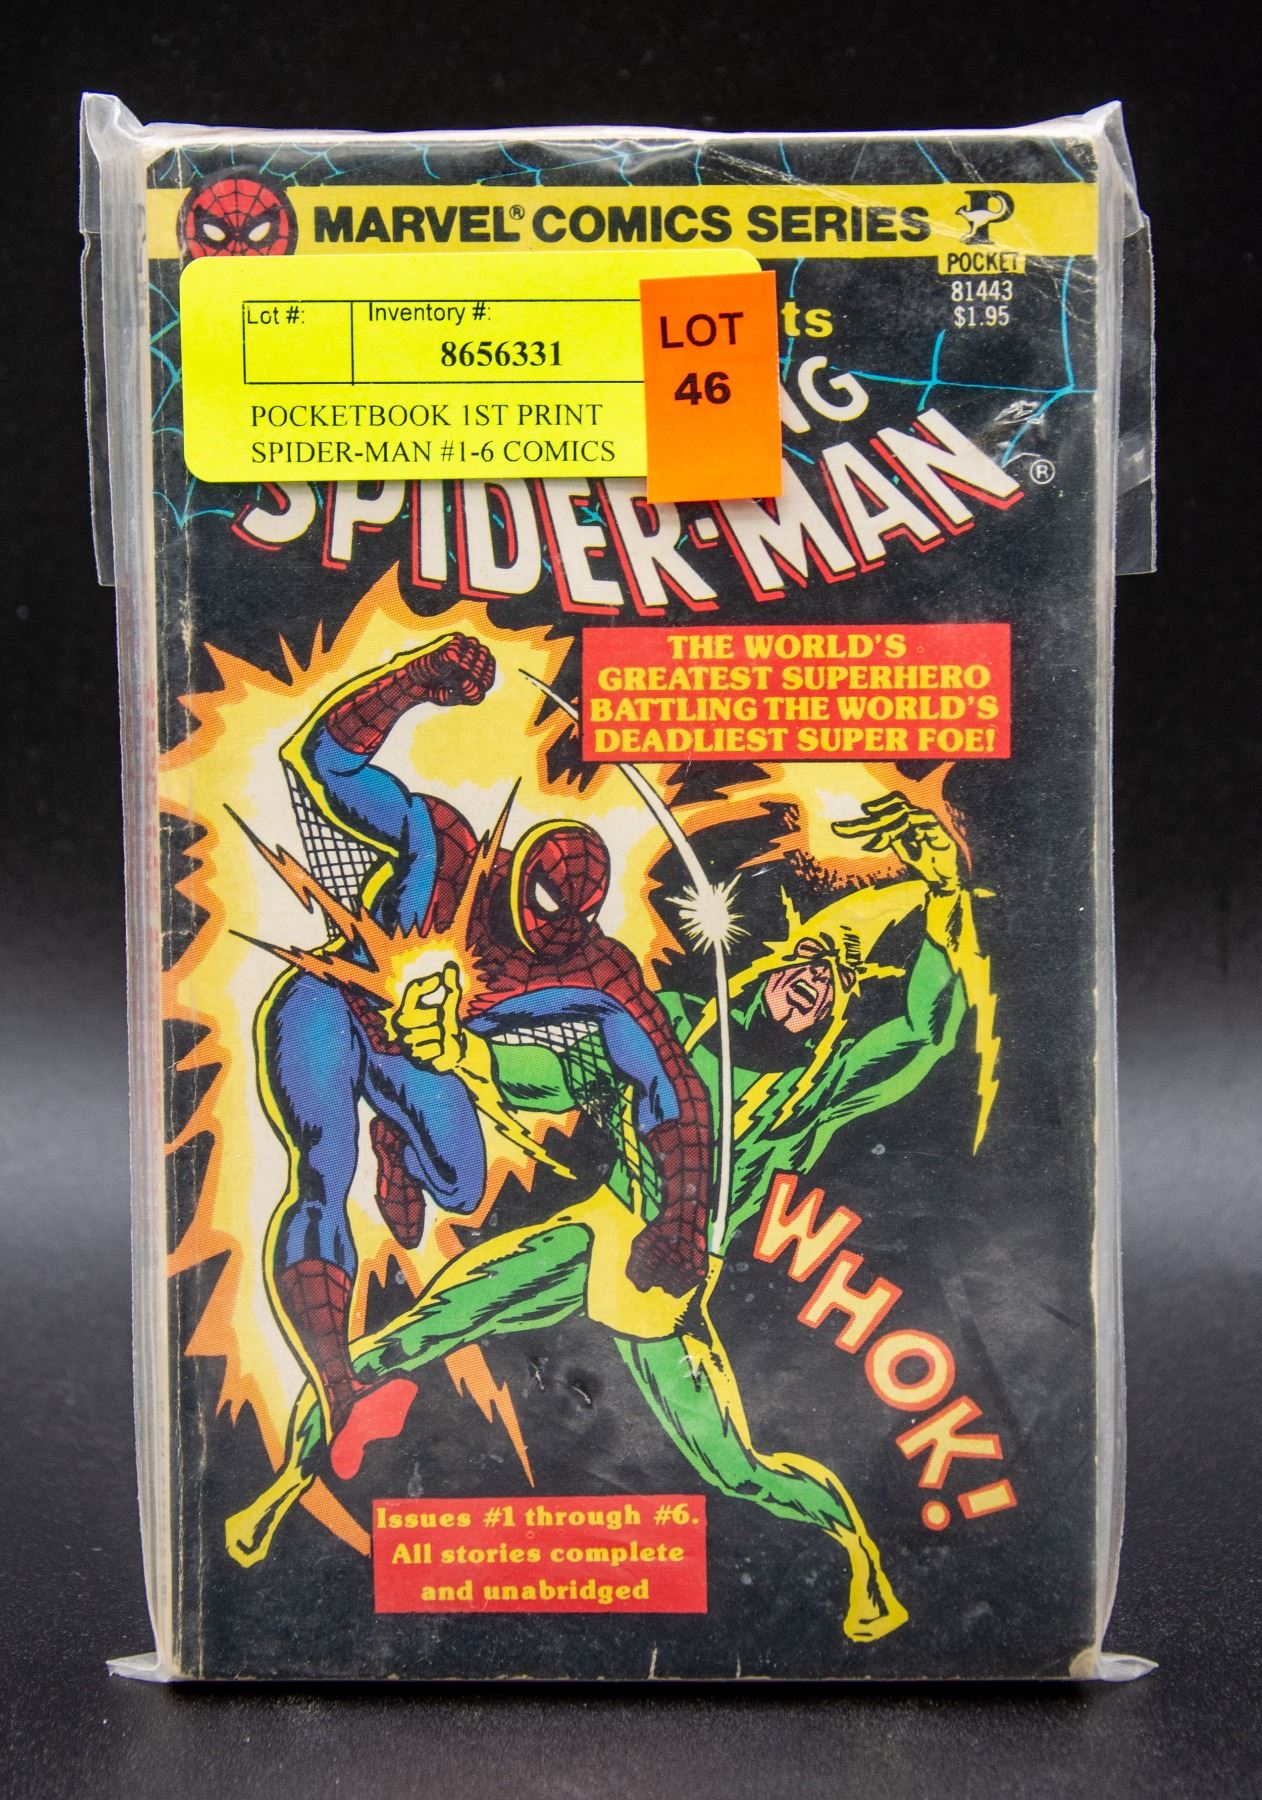 MARVEL® COMICS SERIES
P
POCKET
81443
$1.95
Lot #:
Inventory #:
8656331
POCKETBOOK 1ST PRINT
SPIDER-MAN #1-6 COMICS
LOT
46
ts
NG
SPIDER-MAN®
THE WORLD'S
GREATEST SUPERHERO
BATTLING THE WORLD'S
DEADLIEST SUPER FOE!
WHOK!
Issues #1 through #6.
All stories complete
and unabridged